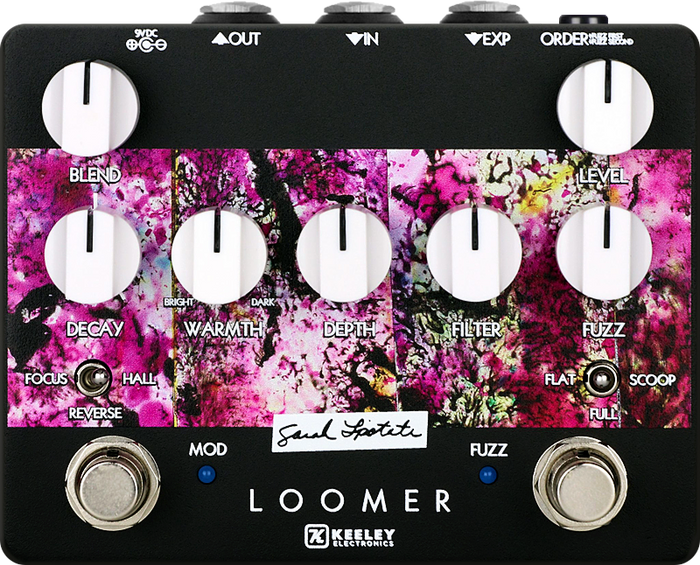 9VDC
OUT
IN
EXP
ORDER
BLEND
LEVEL
BRIGHT
DARK
DECAY
WARMTH
DEPTH
FILTER
FUZZ
FOCUS
HALL
REVERSE
FLAT
SCOOP
FULL
MOD
FUZZ
LOOMER
KEELEY
ELECTRONICS